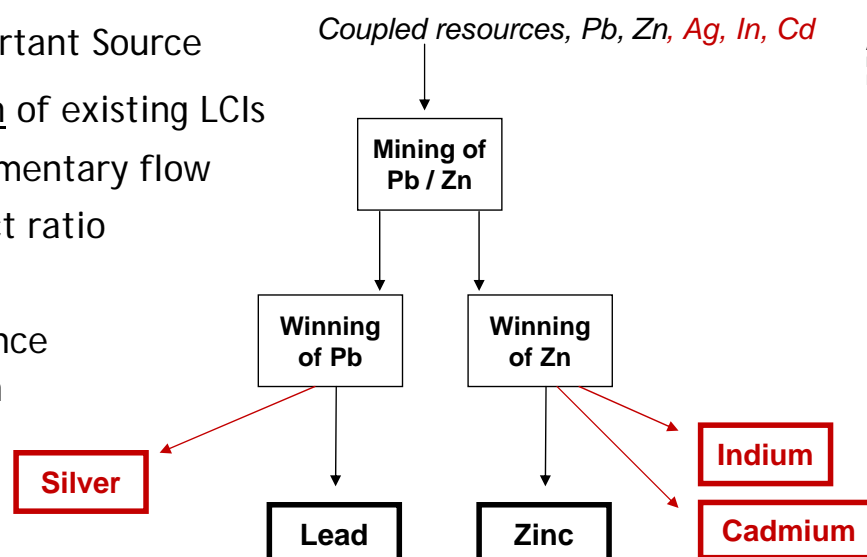 Coupled resources, Pb, Zn, Ag, In, Cd
rtant Source
of existing LCIs
mentary flow
ct ratio
nce
Mining of
Pb / Zn
Winning
of Pb
Winning
of Zn
Silver
Lead
Zinc
Indium
Cadmium